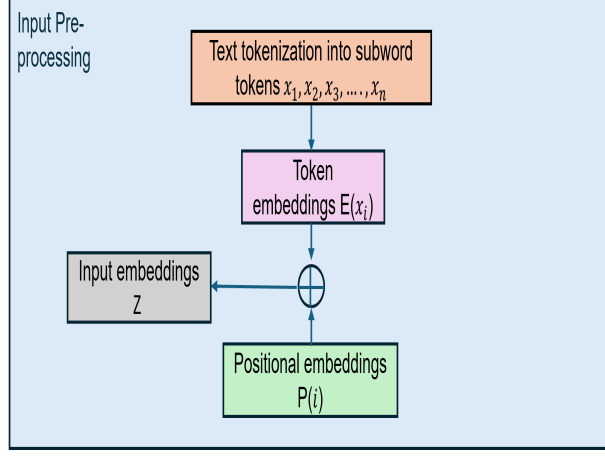 Input Pre-
processing
Text tokenization into subword
tokens x₁, x₂, x₃, …., xₙ
Token
embeddings E(xᵢ)
Input embeddings
Z
Positional embeddings
P(i)